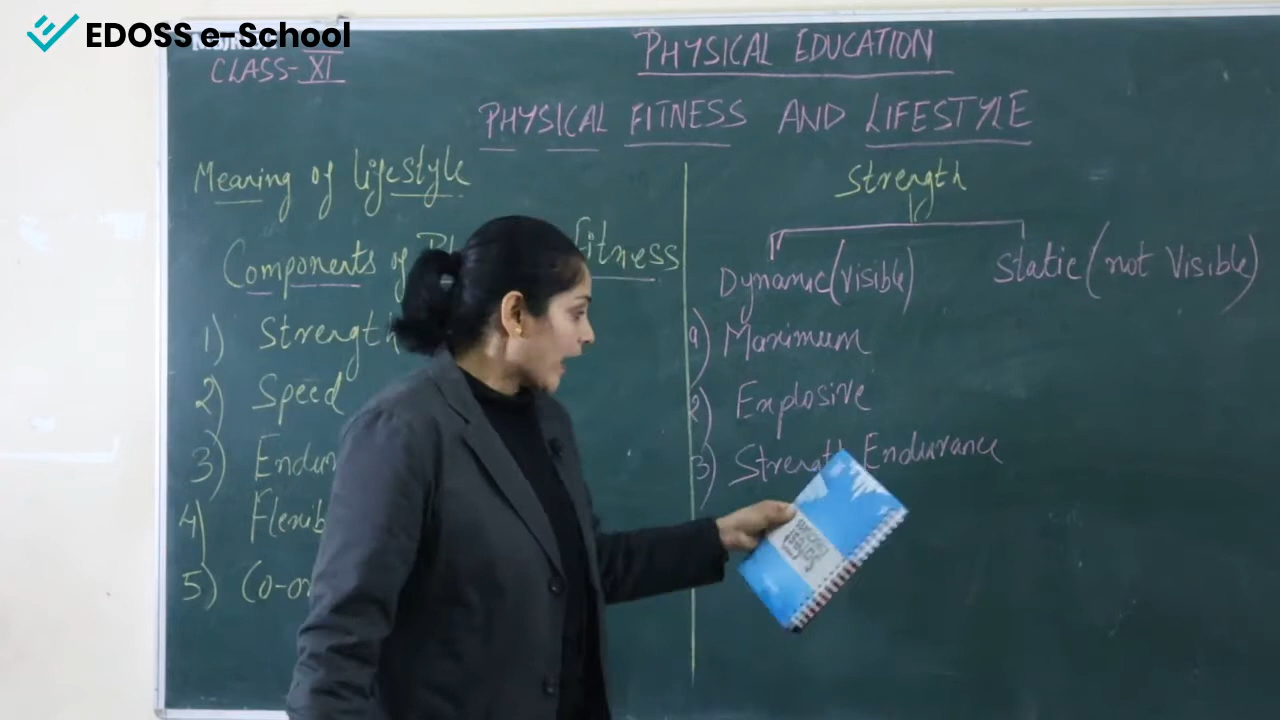 EDOSS e-School
CLASS-XI
PHYSICAL EDUCATION
PHYSICAL FITNESS AND LIFESTYLE
Meaning of lifestyle
Components of fitness
1) Strength
2) Speed
3) Endur
4) Flexib
5) Co-or
Strength
Dynamic (Visible)
Static (not Visible)
a) Maximum
2) Explosive
3) Strength Endurance